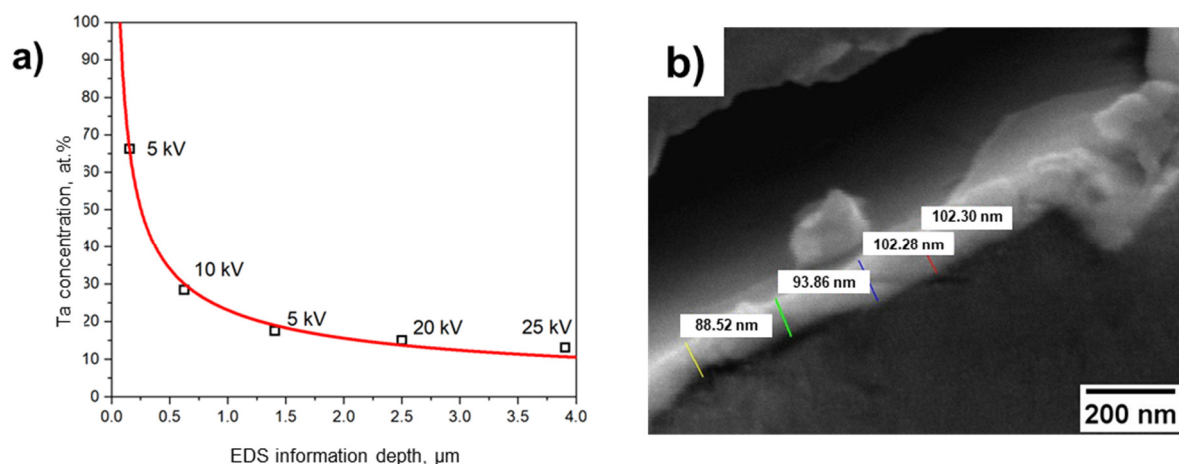 a)
100
90
80
70
60
50
40
30
20
10
0
Ta concentration, at.%
5 kV
10 kV
5 kV
20 kV
25 kV
0.0 0.5 1.0 1.5 2.0 2.5 3.0 3.5 4.0
EDS information depth, µm
b)
102.30 nm
102.28 nm
93.86 nm
88.52 nm
200 nm